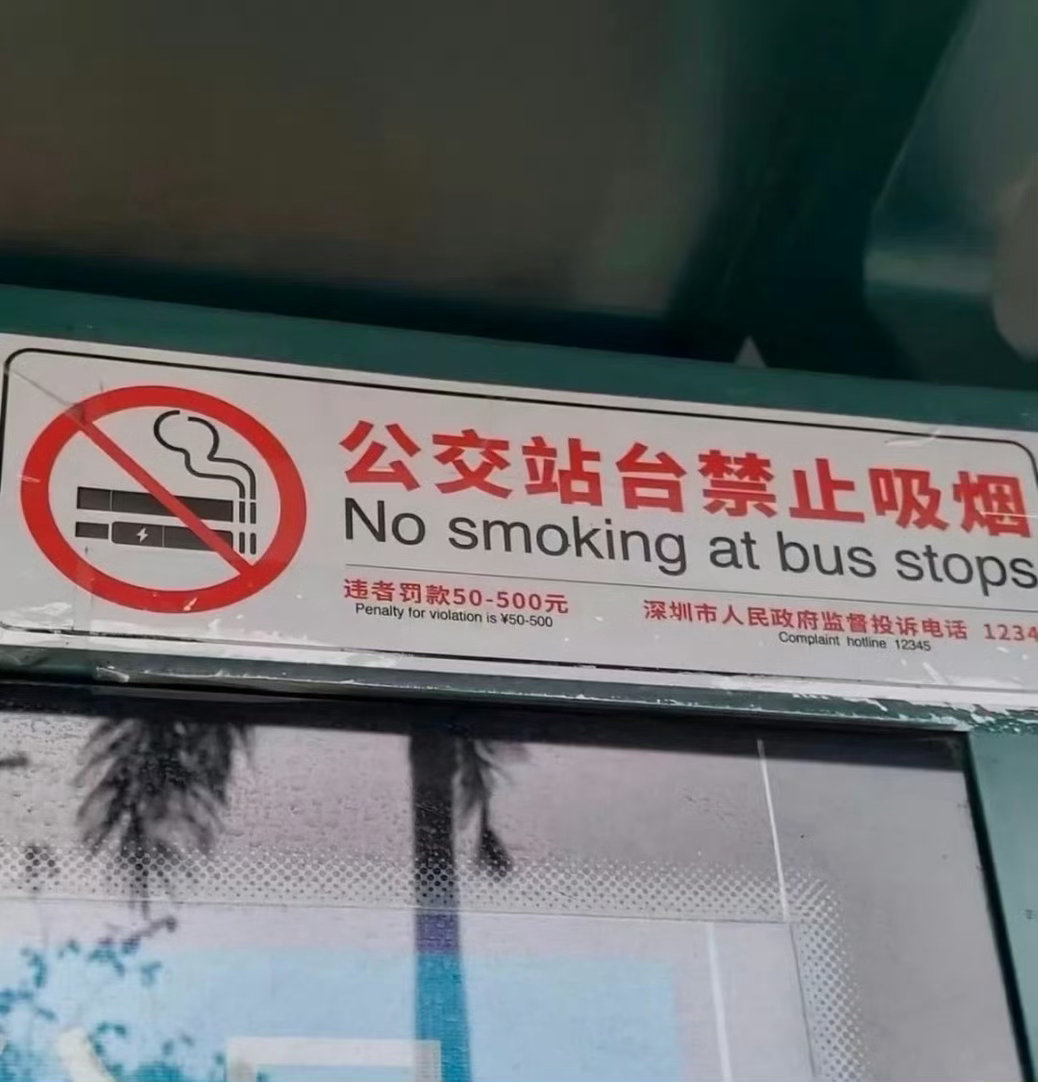 公交站台禁止吸烟
No smoking at bus stops
违者罚款50-500元
Penalty for violation is ¥50-500
深圳市人民政府监督投诉电话 1234
Complaint hotline 12345